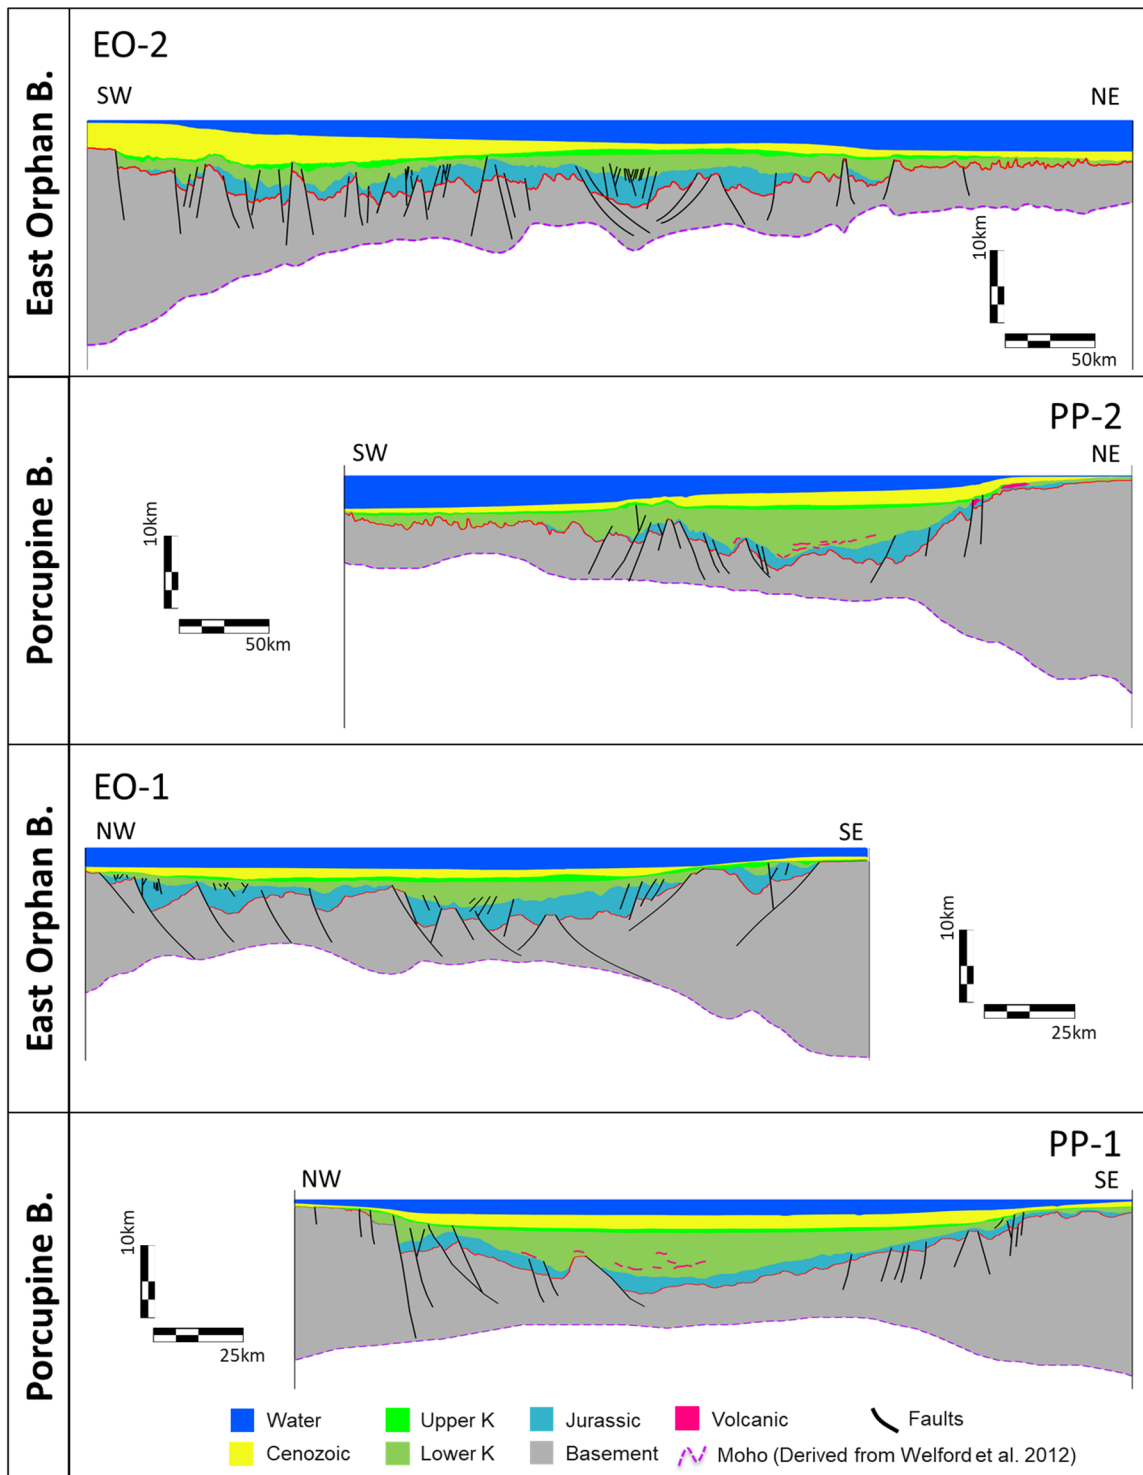 East Orphan B.
EO-2
SW
NE
10km
50km
Porcupine B.
PP-2
SW
NE
10km
50km
East Orphan B.
EO-1
NW
SE
10km
25km
Porcupine B.
PP-1
NW
SE
10km
25km
Water
Upper K
Jurassic
Volcanic
Faults
Cenozoic
Lower K
Basement
Moho (Derived from Welford et al. 2012)